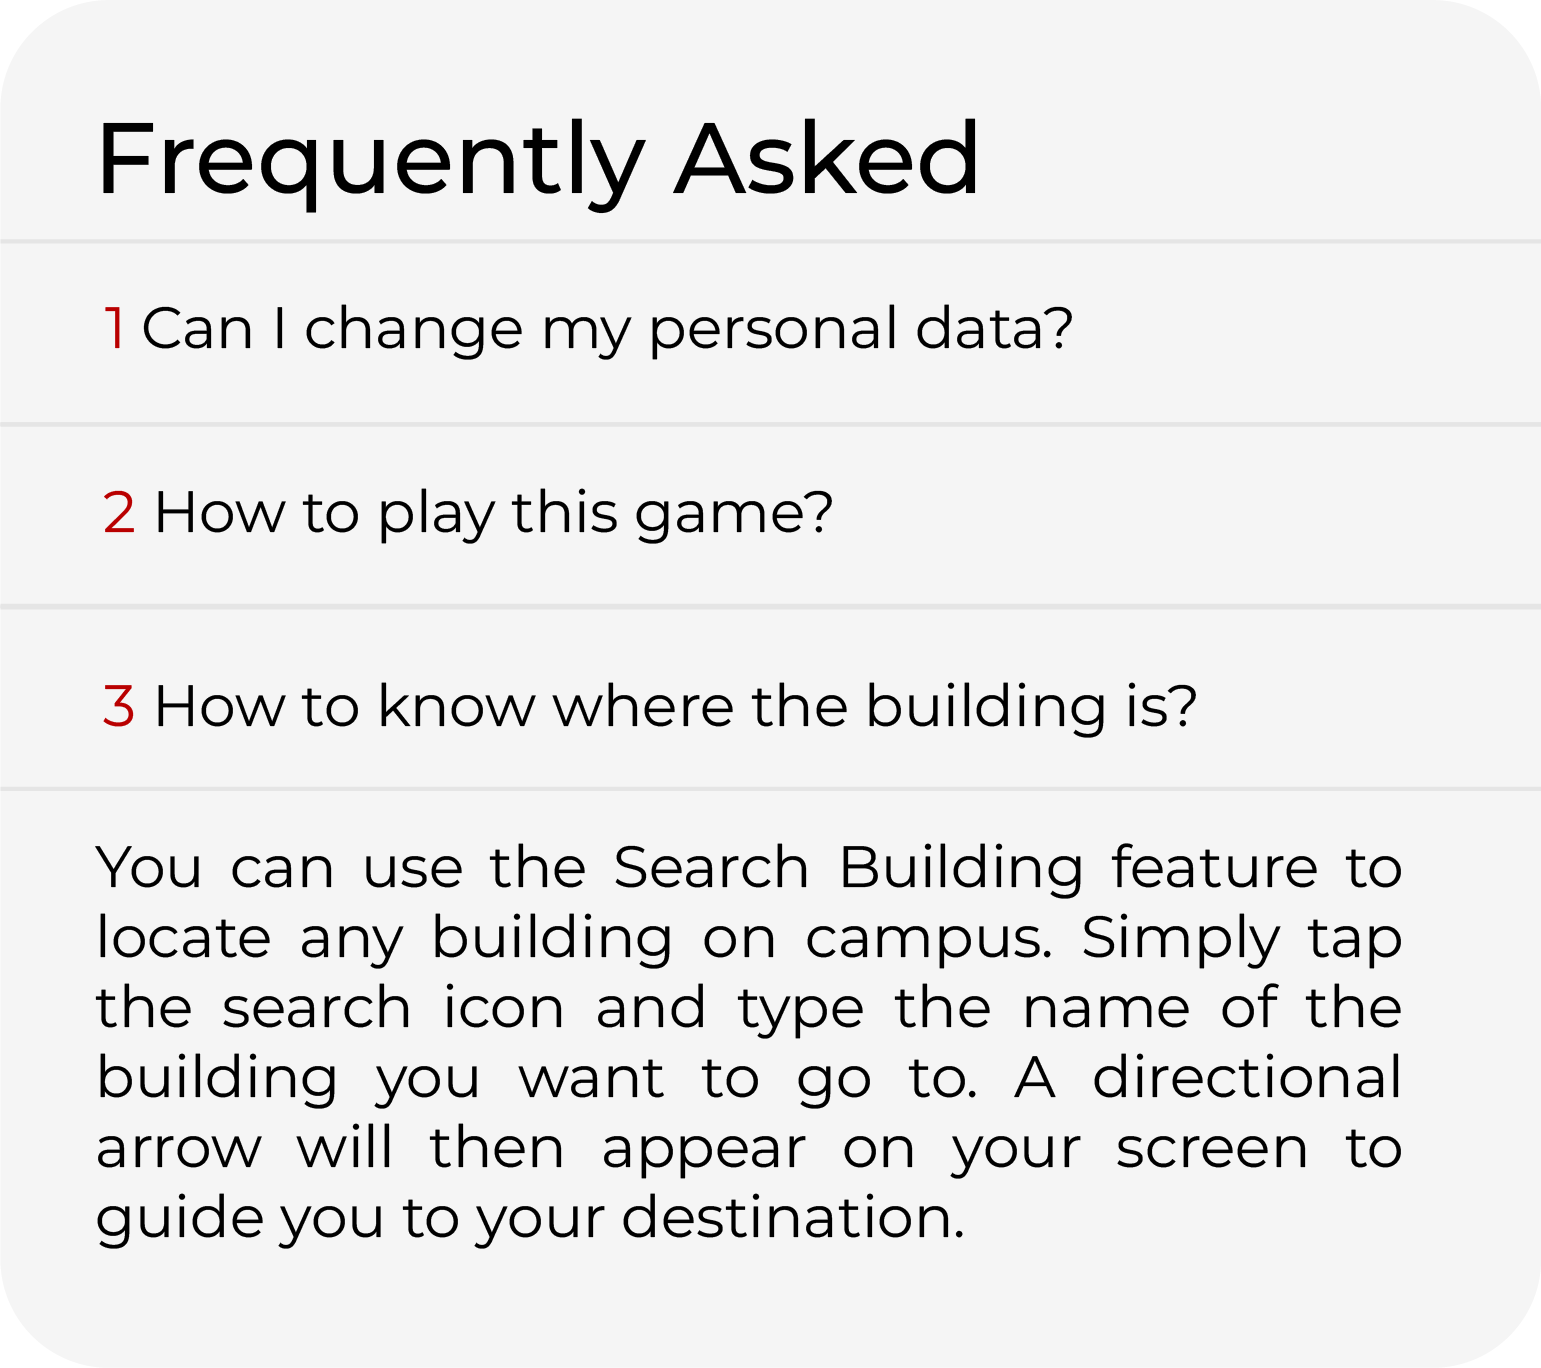 Frequently Asked
1 Can I change my personal data?
2 How to play this game?
3 How to know where the building is?
You can use the Search Building feature to
locate any building on campus. Simply tap
the search icon and type the name of the
building you want to go to. A directional
arrow will then appear on your screen to
guide you to your destination.